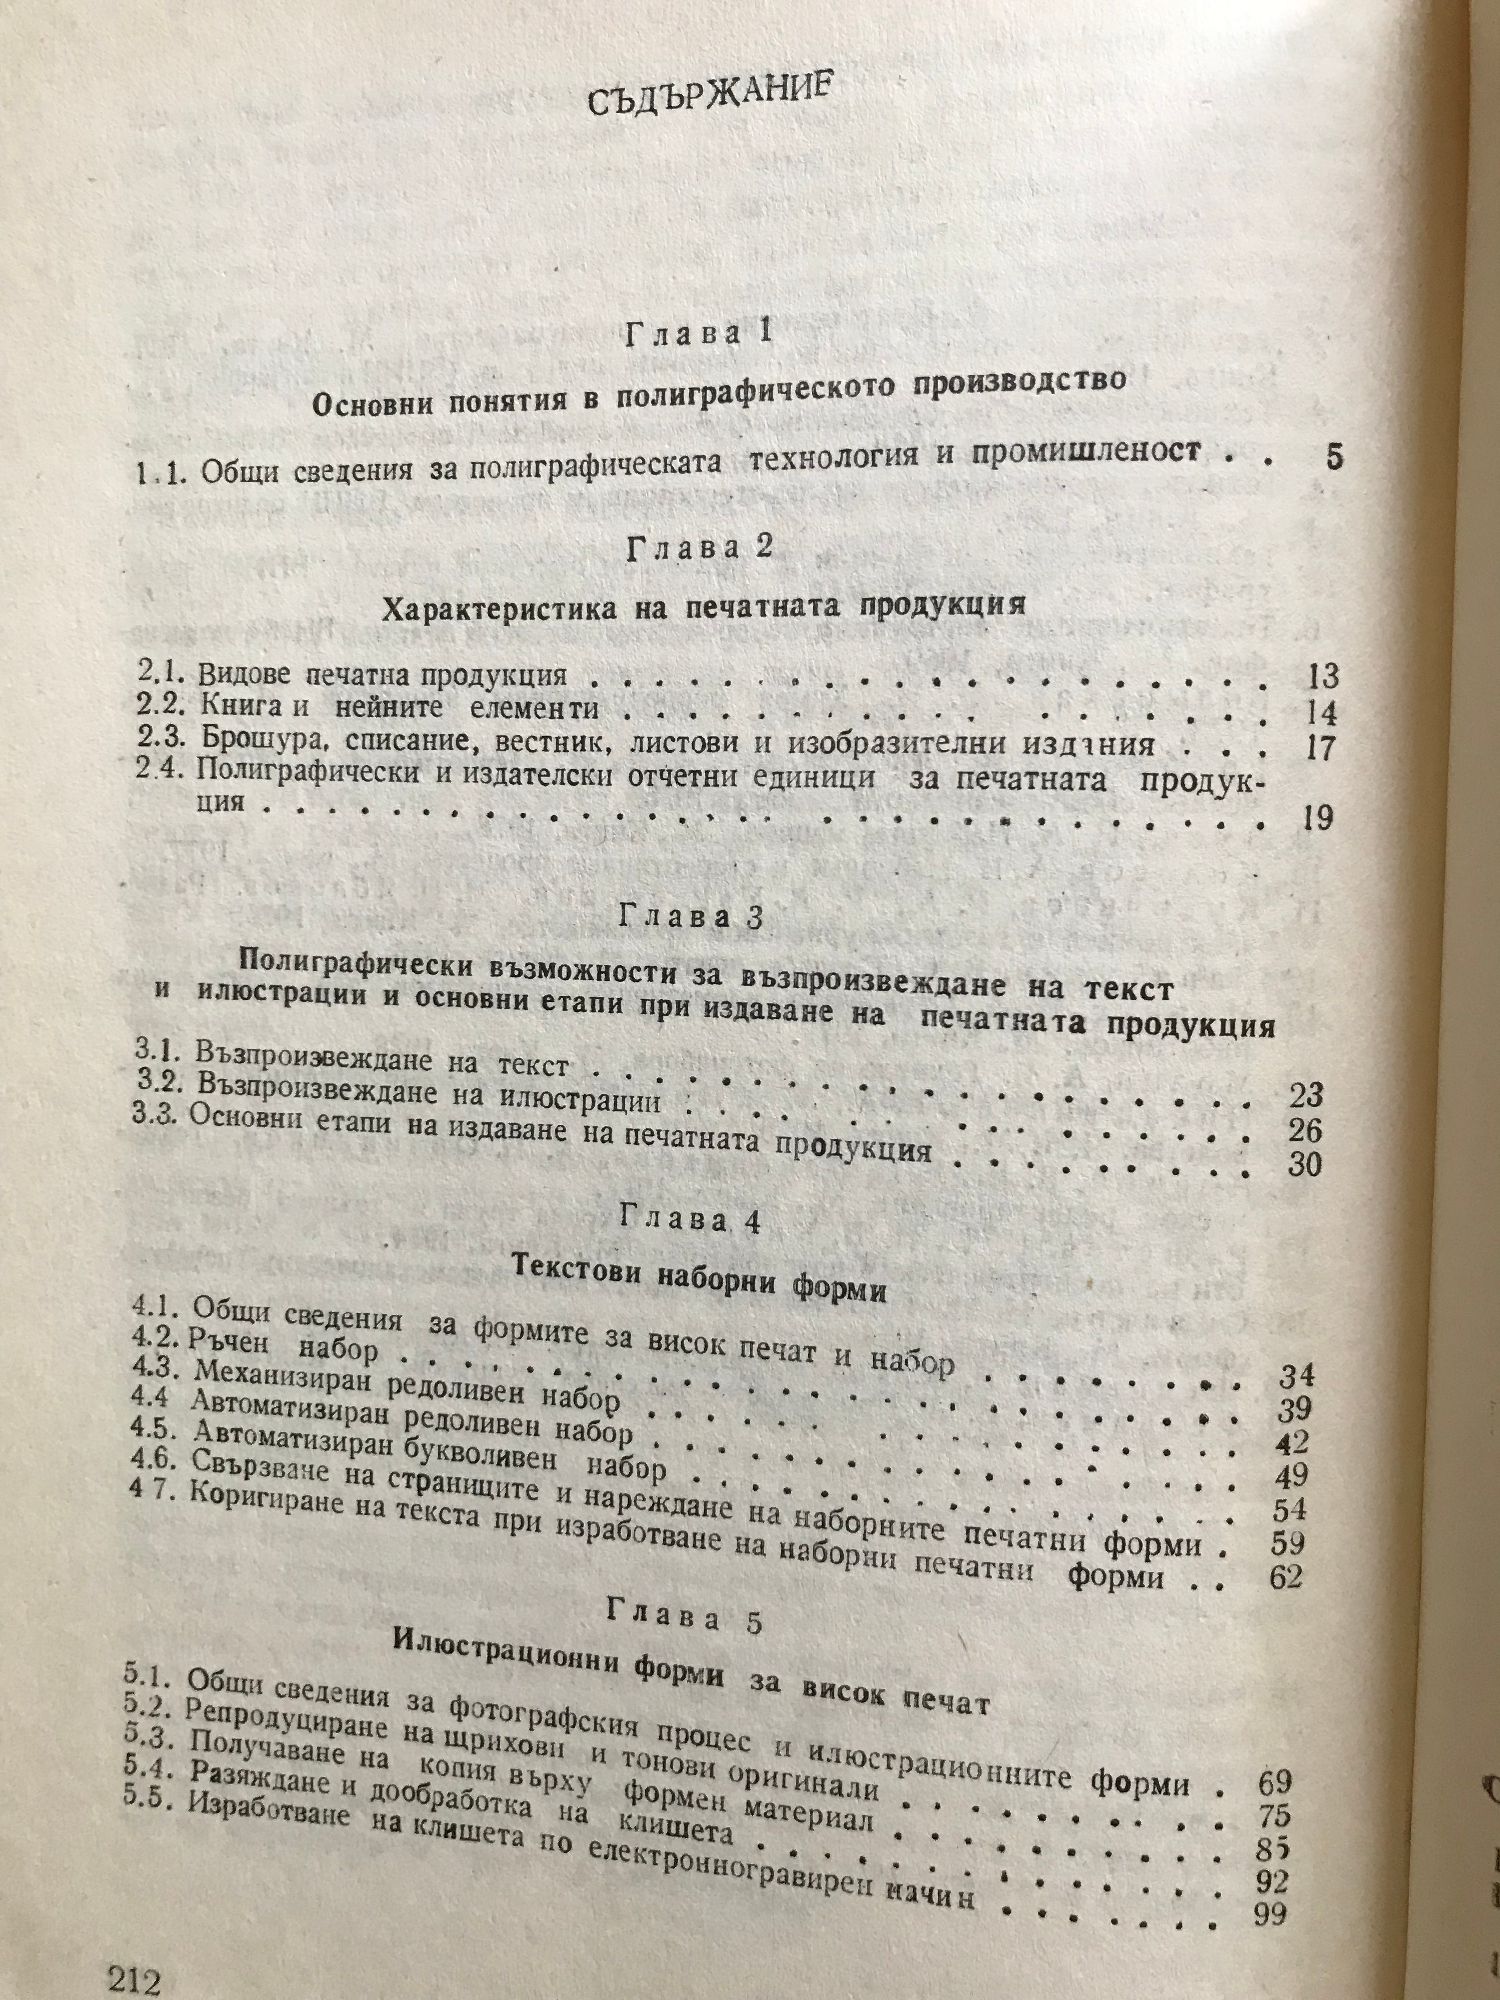 СЪДЪРЖАНИЕ
Глава 1
Основни понятия в полиграфическото производство
1.1. Общи сведения за полиграфическата технология и промишленост . . 5
Глава 2
Характеристика на печатната продукция
2.1. Видове печатна продукция . . . . . . . . . . . . . . . . . . . 13
2.2. Книга и нейните елементи . . . . . . . . . . . . . . . . . . 14
2.3. Брошура, списание, вестник, листови и изобразителни издания . . . 17
2.4. Полиграфически и издателски отчетни единици за печатната продук-
ция . . . . . . . . . . . . . . . . . . . . . . . . . . . . . . 19
Глава 3
Полиграфически възможности за възпроизвеждане на текст
и илюстрации и основни етапи при издаване на печатната продукция
3.1. Възпроизвеждане на текст . . . . . . . . . . . . . . . . . . 23
3.2. Възпроизвеждане на илюстрации . . . . . . . . . . . . . . . 26
3.3. Основни етапи на издаване на печатната продукция . . . . . . . . . 30
Глава 4
Текстови наборни форми
4.1. Общи сведения за формите за висок печат и набор . . . . . . . . 34
4.2. Ръчен набор . . . . . . . . . . . . . . . . . . . . . . . . 39
4.3. Механизиран редоливен набор . . . . . . . . . . . . . . . . 42
4.4 Автоматизиран редоливен набор . . . . . . . . . . . . . . . . 49
4.5. Автоматизиран букволивен набор . . . . . . . . . . . . . . . 54
4.6. Свързване на страниците и нареждане на наборните печатни форми . 59
4 7. Коригиране на текста при изработване на наборни печатни форми . . 62
Глава 5
Илюстрационни форми за висок печат
5.1. Общи сведения за фотографския процес и илюстрационните форми . 69
5.2. Репродуциране на щрихови и тонови оригинали . . . . . . . . . 75
5.3. Получаване на копия върху формен материал . . . . . . . . . 85
5.4. Разяждане и дообработка на клишета . . . . . . . . . . . . . 92
5.5. Изработване на клишета по електронногравирен начин . . . . . . . 99
212